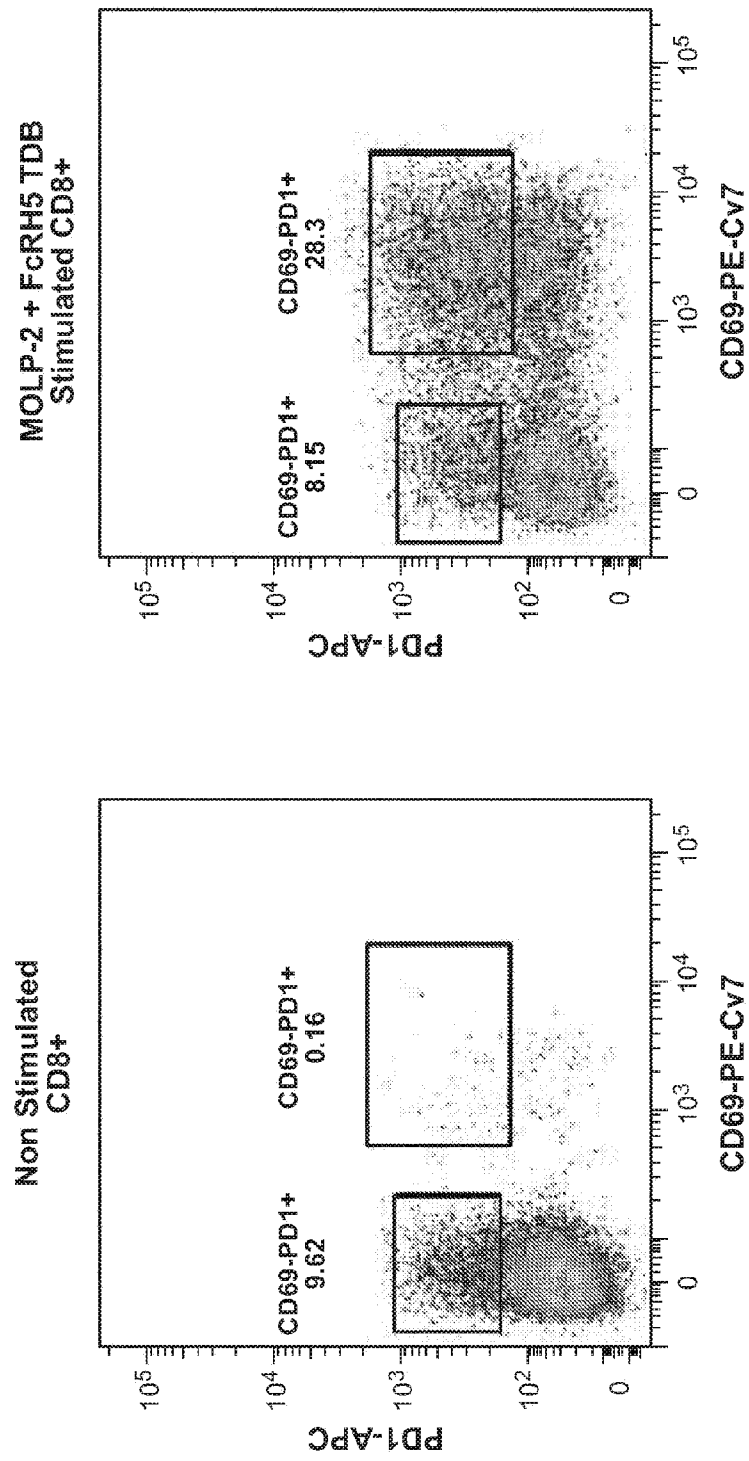 Non Stimulated
CD8+
CD69-PD1+
9.62
CD69-PD1+
0.16
PD1-APC
10^5
10^4
10^3
10^2
0
0
10^3
10^4
10^5
CD69-PE-Cv7
MOLP-2 + FcRH5 TDB
Stimulated CD8+
CD69-PD1+
8.15
CD69-PD1+
28.3
PD1-APC
10^5
10^4
10^3
10^2
0
0
10^3
10^4
10^5
CD69-PE-Cv7